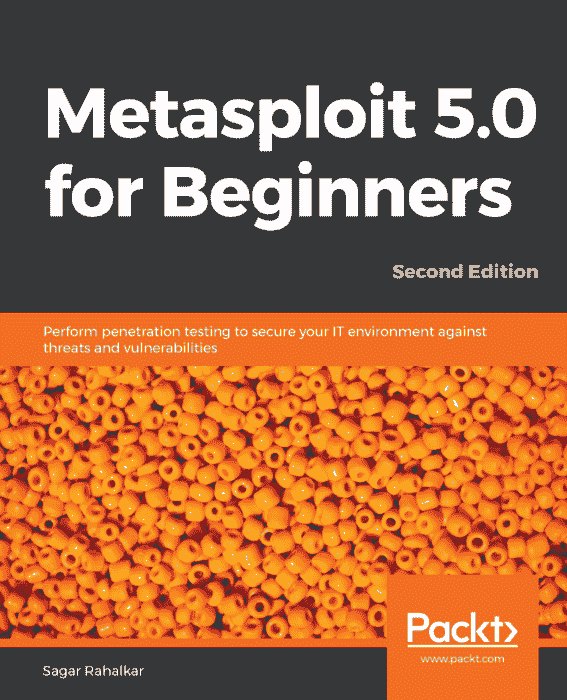 Metasploit 5.0
for Beginners
Second Edition
Perform penetration testing to secure your IT environment against
threats and vulnerabilities
Packt>
www.packt.com
Sagar Rahalkar